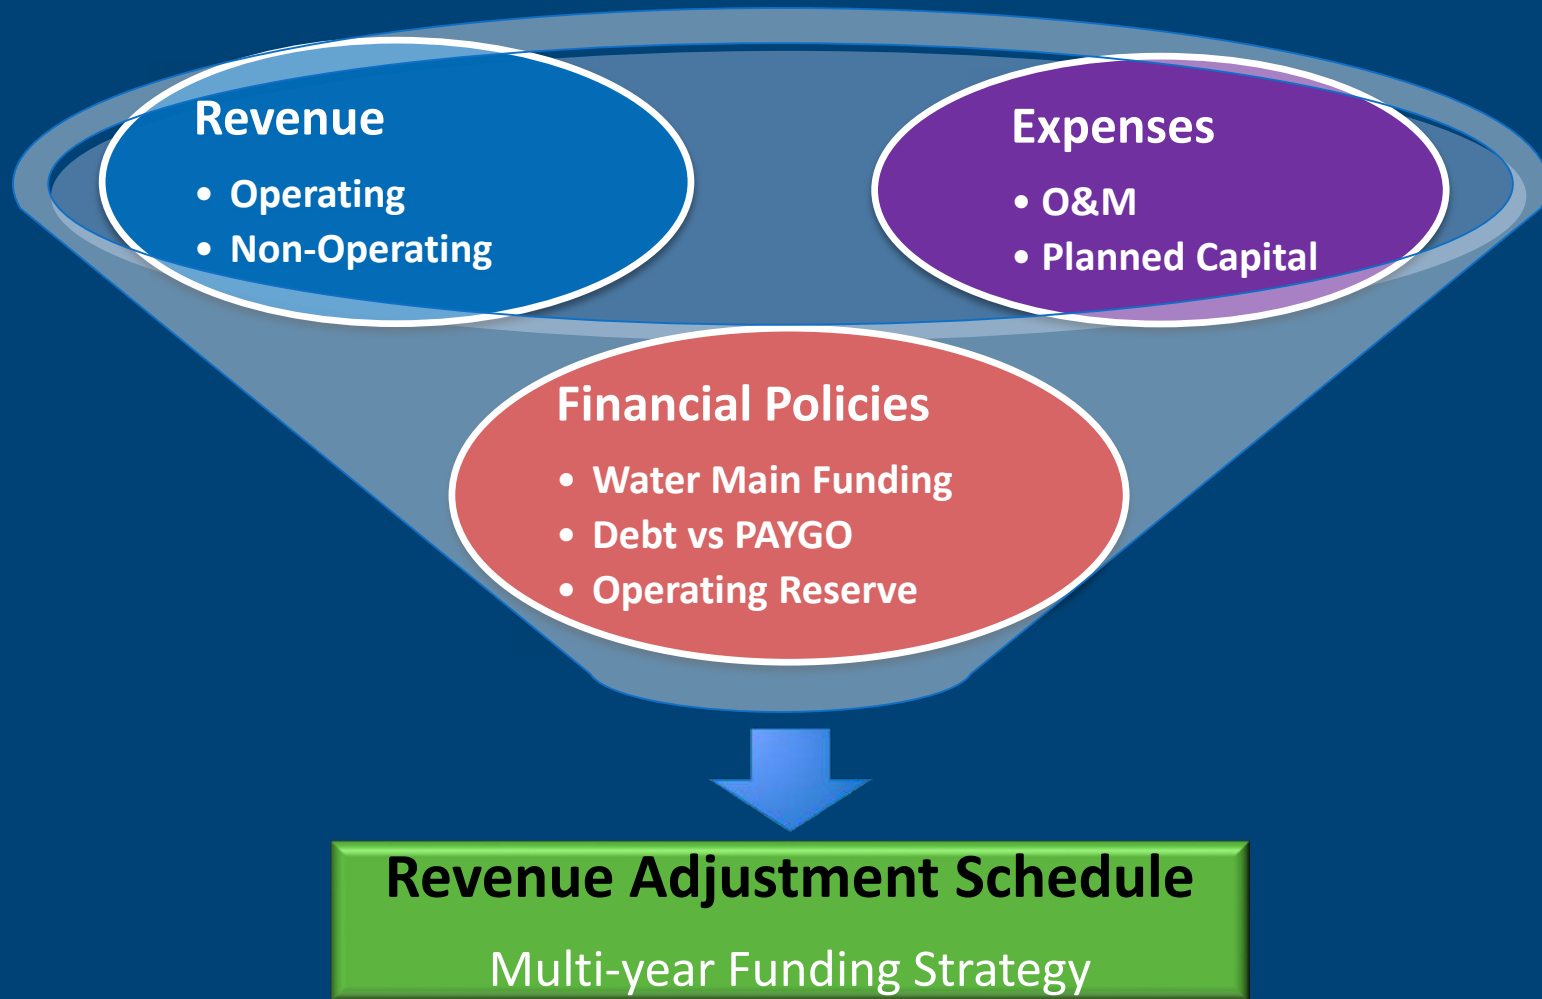 Revenue
• Operating
• Non-Operating
Expenses
• O&M
• Planned Capital
Financial Policies
• Water Main Funding
• Debt vs PAYGO
• Operating Reserve
Revenue Adjustment Schedule
Multi-year Funding Strategy